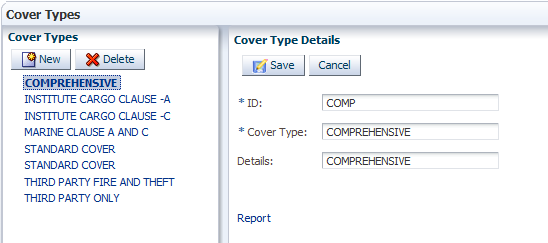 Cover Types
Cover Types
New Delete
COMPREHENSIVE
INSTITUTE CARGO CLAUSE -A
INSTITUTE CARGO CLAUSE -C
MARINE CLAUSE A AND C
STANDARD COVER
STANDARD COVER
THIRD PARTY FIRE AND THEFT
THIRD PARTY ONLY
Cover Type Details
Save Cancel
* ID: COMP
* Cover Type: COMPREHENSIVE
Details: COMPREHENSIVE
Report